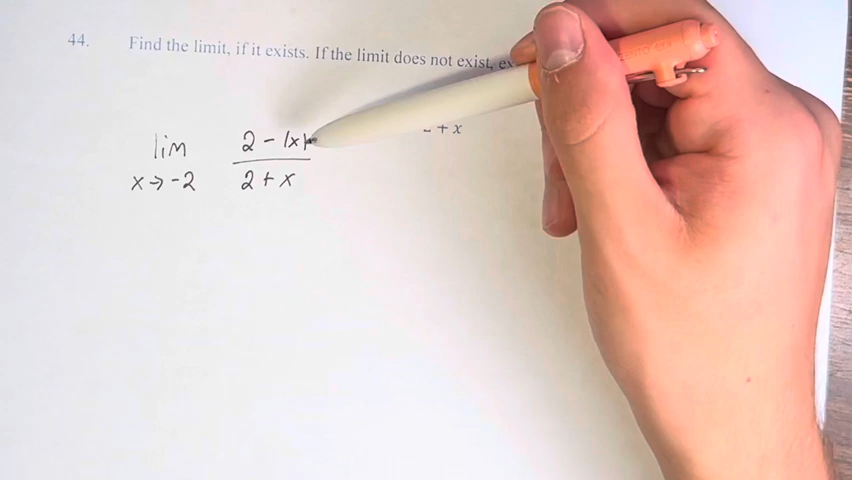 44. Find the limit, if it exists. If the limit does not exist,
lim x→-2 (2 - |x|)/(2 + x)
+ x